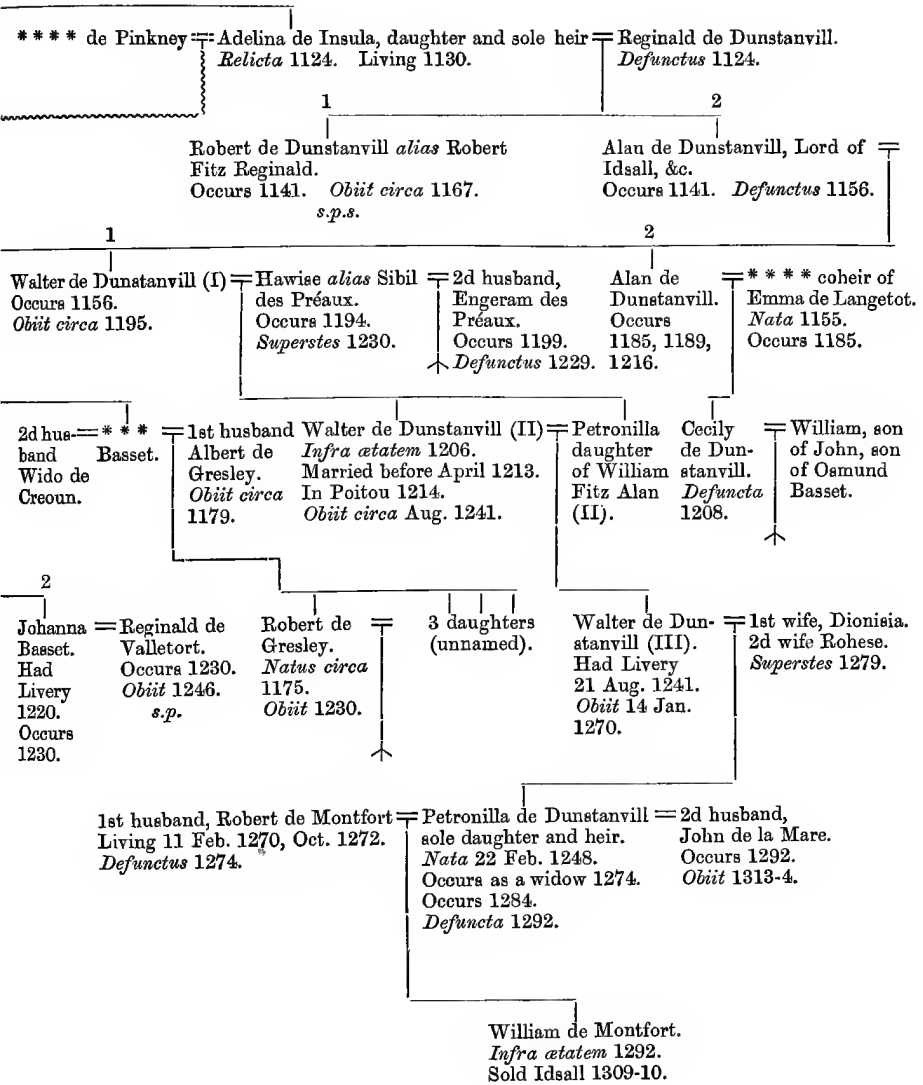 **** de Pinkney = Adelina de Insula, daughter and sole heir = Reginald de Dunstanvill.
Relicta 1124. Living 1130.
Defunctus 1124.
1
2
Robert de Dunstanvill alias Robert
Fitz Reginald.
Occurs 1141. Obiit circa 1167.
s.p.s.
Alan de Dunstanvill, Lord of =
Idsall, &c.
Occurs 1141. Defunctus 1156.
1
2
Walter de Dunstanvill (I) =
Occurs 1156.
Obiit circa 1195.
Hawise alias Sibil
des Préaux.
Occurs 1194.
Superstes 1230.
= 2d husband,
Engeram des
Préaux.
Occurs 1199.
Defunctus 1229.
Alan de
Dunstanvill.
Occurs
1185, 1189,
1216.
= **** coheir of
Emma de Langetot.
Nata 1155.
Occurs 1185.
2d hus-
band
Wido de
Creoun.
= ***
Basset.
= 1st husband
Albert de
Gresley.
Obiit circa
1179.
Walter de Dunstanvill (II) =
Infra ætatem 1206.
Married before April 1213.
In Poitou 1214.
Obiit circa Aug. 1241.
Petronilla
daughter
of William
Fitz Alan
(II).
Cecily
de Dun-
stanvill.
Defuncta
1208.
= William, son
of John, son
of Osmund
Basset.
2
Johanna
Basset.
Had
Livery
1220.
Occurs
1230.
= Reginald de
Valletort.
Occurs 1230.
Obiit 1246.
s.p.
Robert de =
Gresley.
Natus circa
1175.
Obiit 1230.
3 daughters
(unnamed).
Walter de Dun-
stanvill (III).
Had Livery
21 Aug. 1241.
Obiit 14 Jan.
1270.
= 1st wife, Dionisia.
2d wife Rohese.
Superstes 1279.
1st husband, Robert de Montfort =
Living 11 Feb. 1270, Oct. 1272.
Defunctus 1274.
Petronilla de Dunstanvill =
sole daughter and heir.
Nata 22 Feb. 1248.
Occurs as a widow 1274.
Occurs 1284.
Defuncta 1292.
2d husband,
John de la Mare.
Occurs 1292.
Obiit 1313-4.
William de Montfort.
Infra ætatem 1292.
Sold Idsall 1309-10.